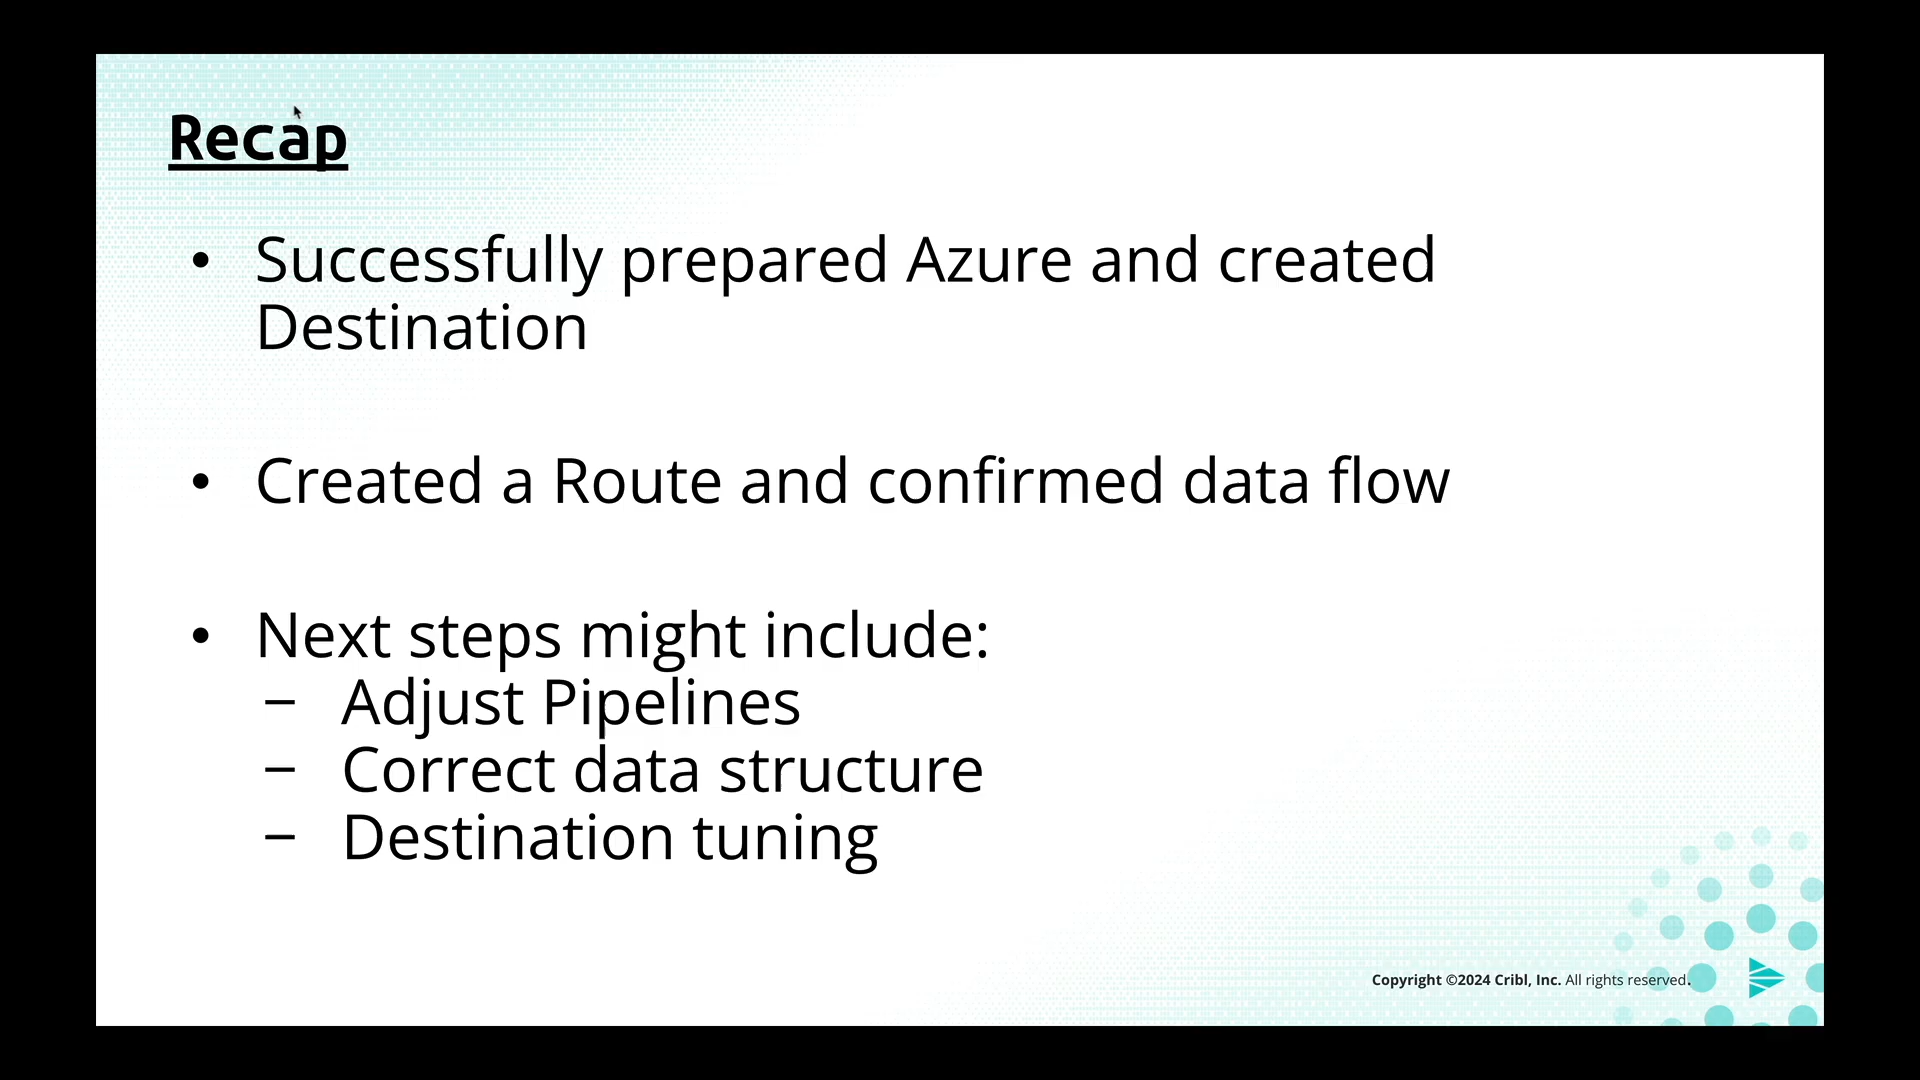 Recap
• Successfully prepared Azure and created
Destination
• Created a Route and confirmed data flow
• Next steps might include:
– Adjust Pipelines
– Correct data structure
– Destination tuning
Copyright ©2024 Cribl, Inc. All rights reserved.